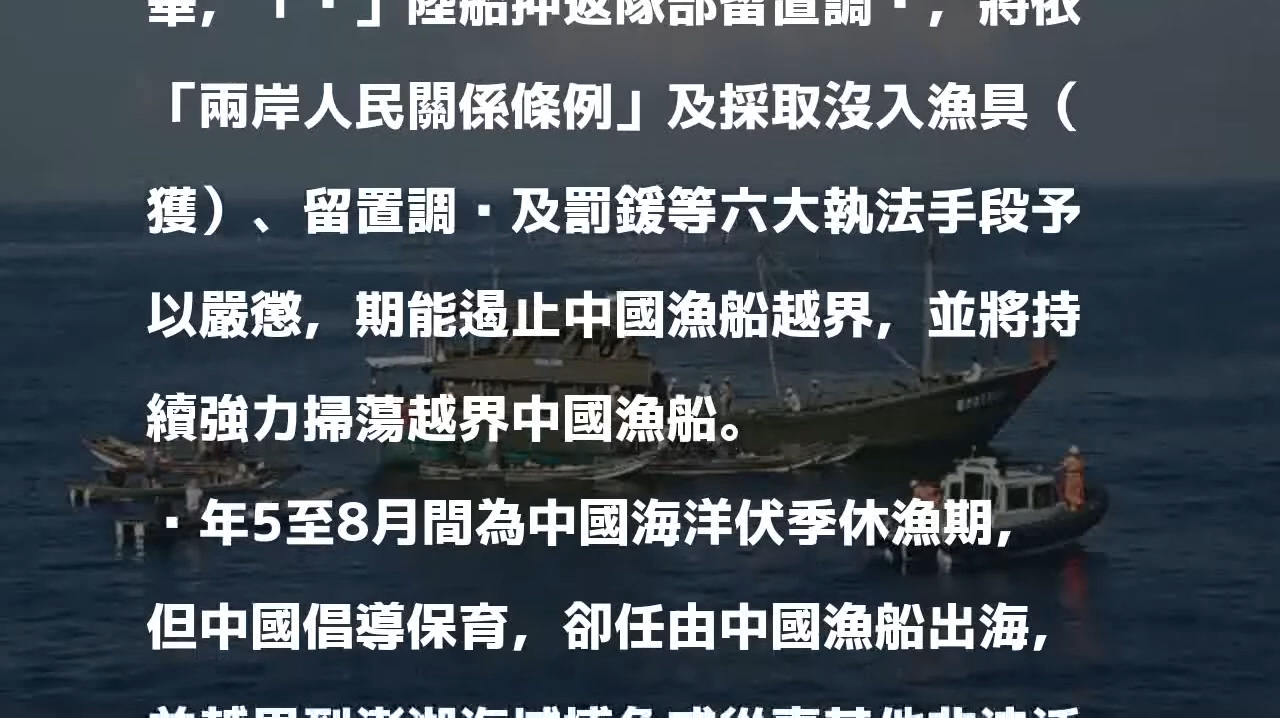 「兩岸人民關係條例」及採取沒入漁具（
獲）、留置調▪及罰鍰等六大執法手段予
以嚴懲，期能遏止中國漁船越界，並將持
續強力掃蕩越界中國漁船。
▪年5至8月間為中國海洋伏季休漁期，
但中國倡導保育，卻任由中國漁船出海，